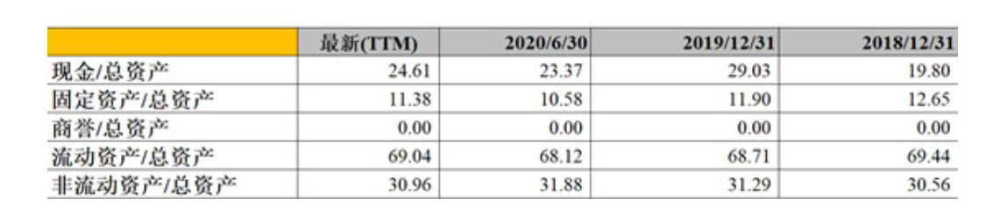 最新(TTM) 2020/6/30 2019/12/31 2018/12/31
现金/总资产 24.61 23.37 29.03 19.80
固定资产/总资产 11.38 10.58 11.90 12.65
商誉/总资产 0.00 0.00 0.00 0.00
流动资产/总资产 69.04 68.12 68.71 69.44
非流动资产/总资产 30.96 31.88 31.29 30.56